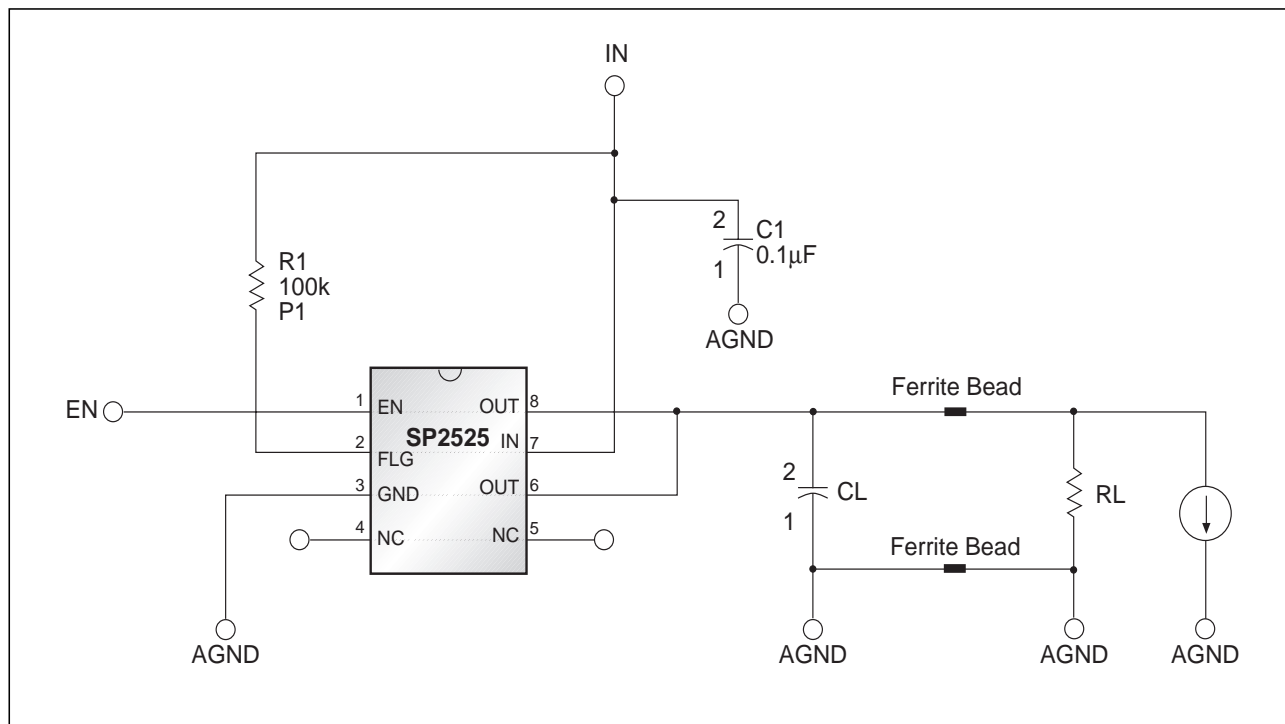 IN
2
C1
0.1µF
1
AGND
R1
100k
P1
EN
1
EN
OUT
8
SP2525
2
FLG
IN
7
3
GND
OUT
6
4
NC
NC
5
AGND
Ferrite Bead
2
CL
1
RL
Ferrite Bead
AGND
AGND
AGND